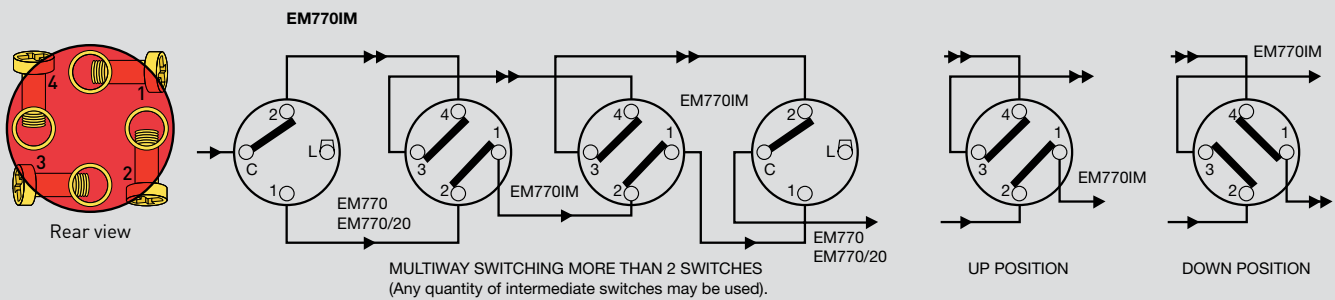 EM770IM
4
1
3
2
Rear view
2
C
L
1
EM770
EM770/20
4
1
3
2
EM770IM
EM770IM
4
1
3
2
2
C
L
1
EM770
EM770/20
MULTIWAY SWITCHING MORE THAN 2 SWITCHES
(Any quantity of intermediate switches may be used).
4
1
3
2
EM770IM
UP POSITION
EM770IM
4
1
3
2
DOWN POSITION